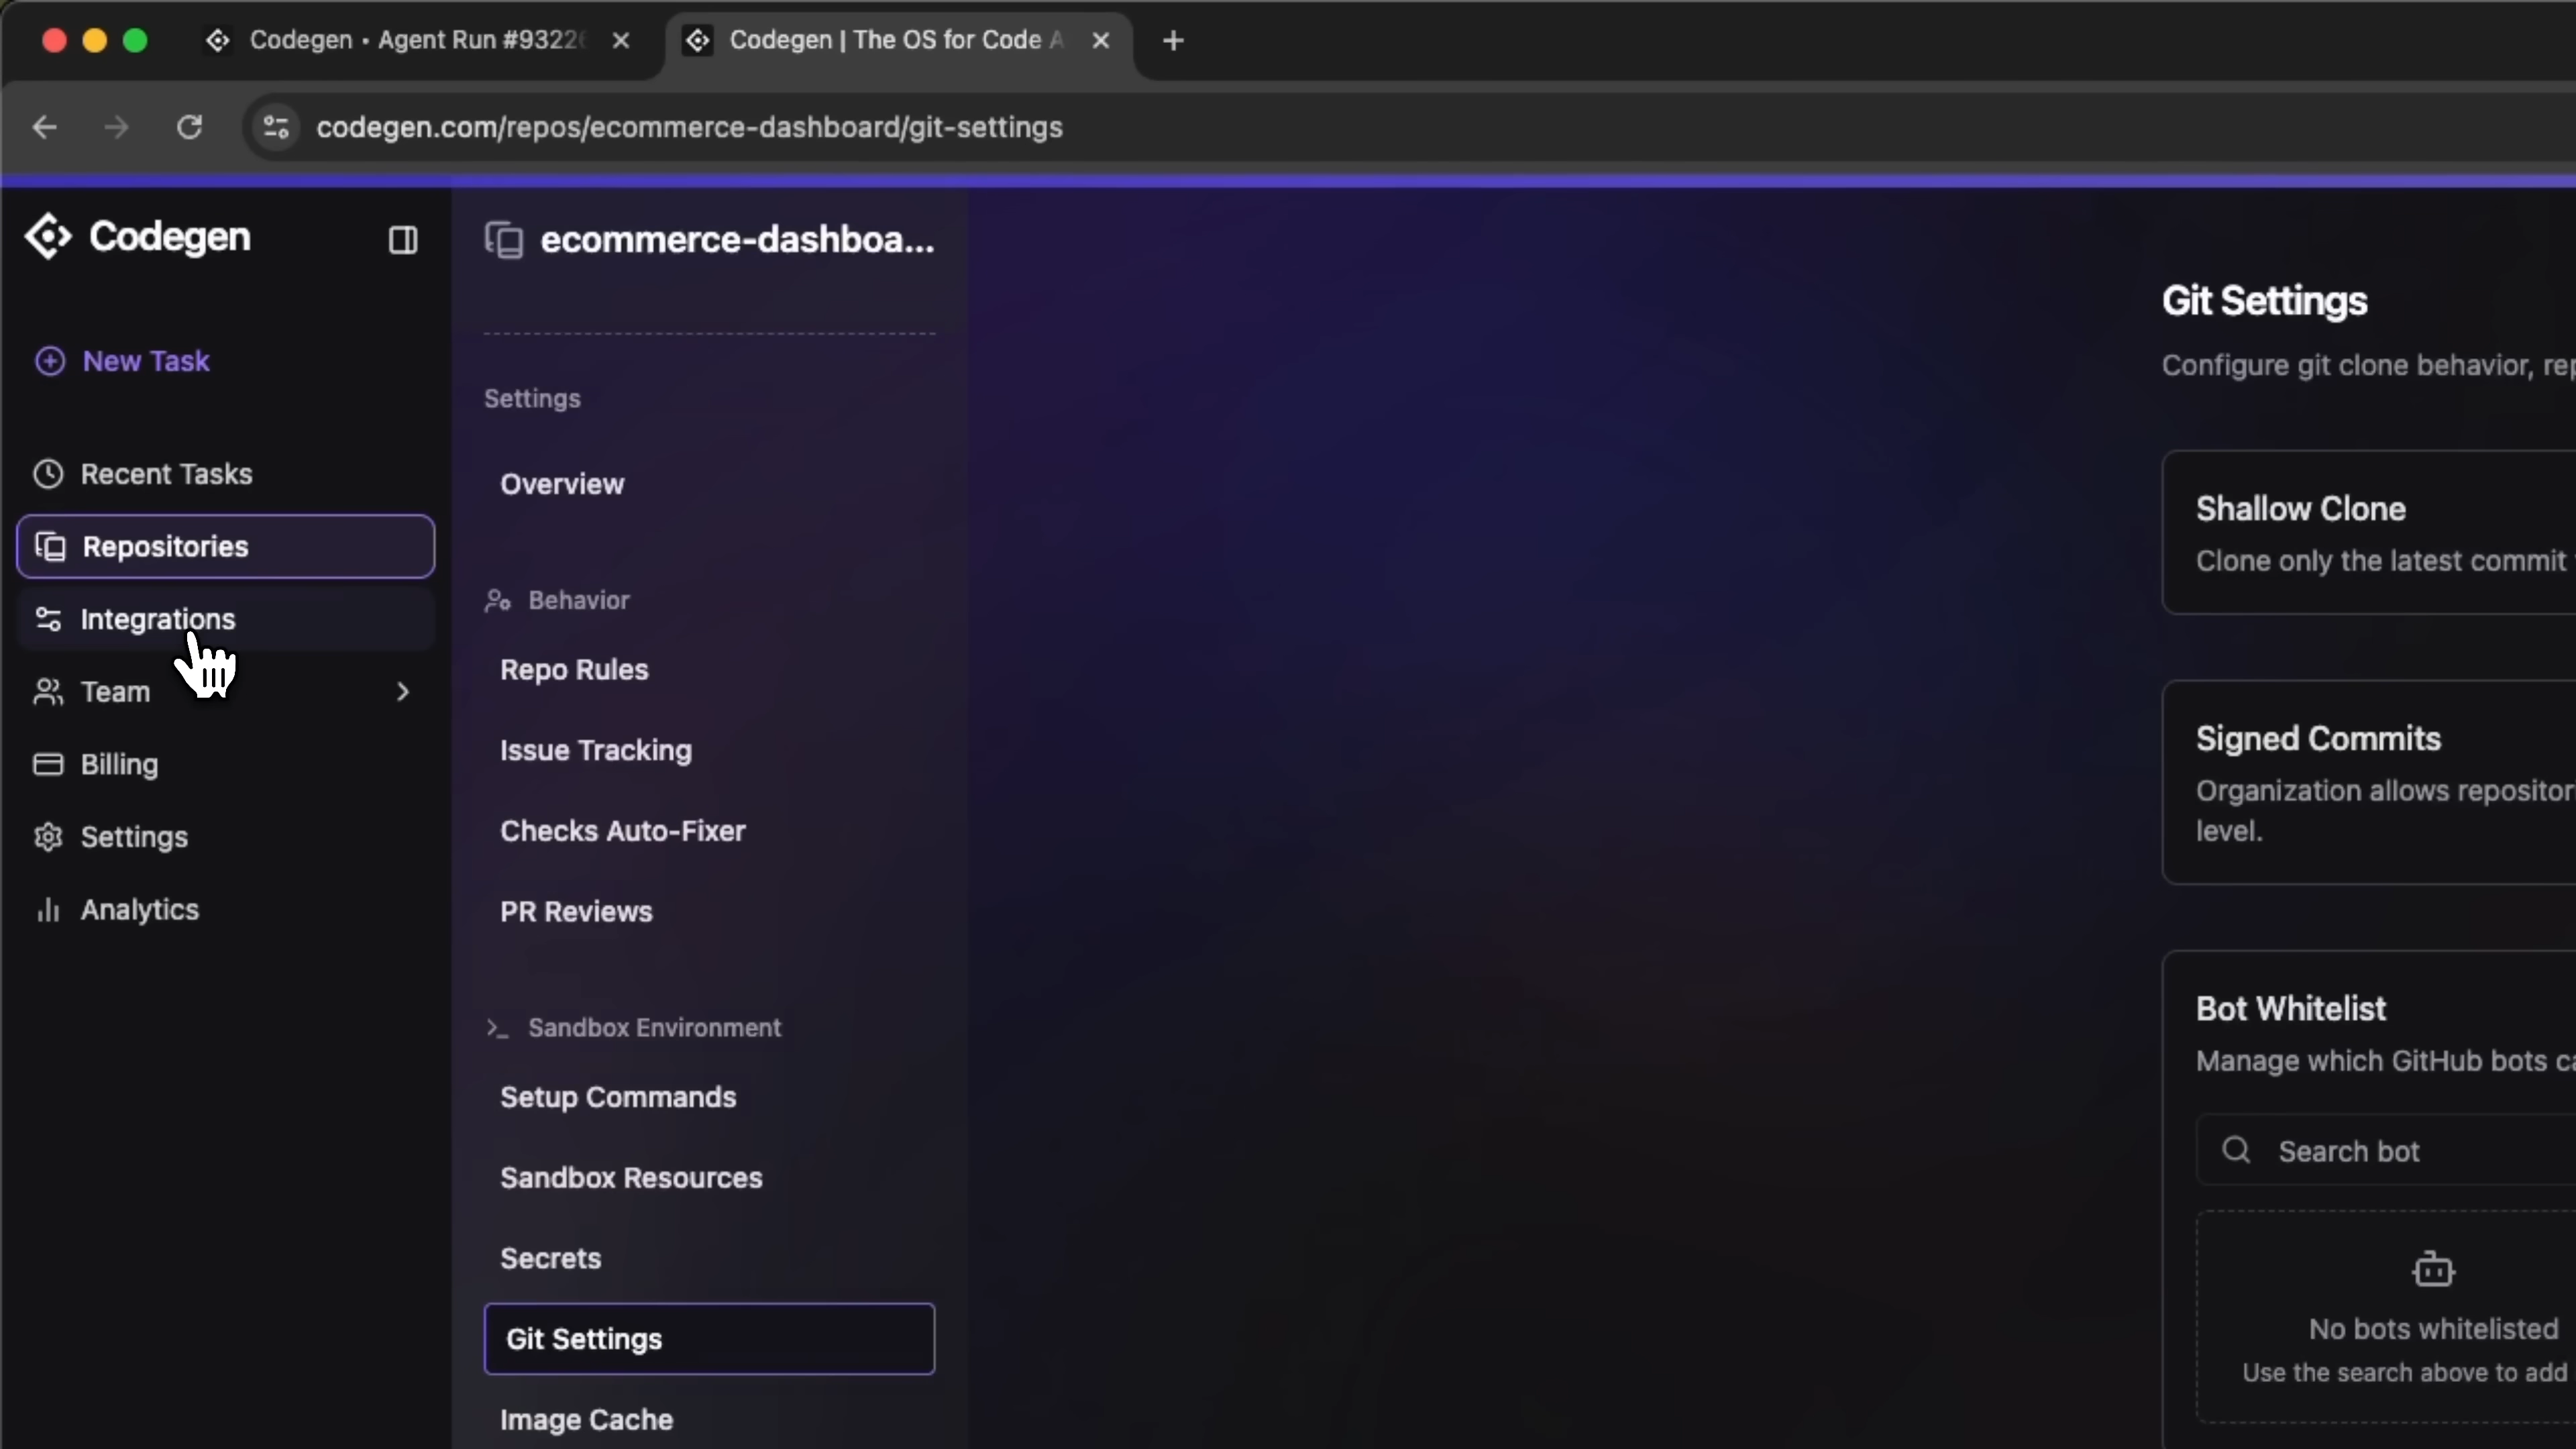 Codegen • Agent Run #9322
Codegen | The OS for Code A
codegen.com/repos/ecommerce-dashboard/git-settings
Codegen
New Task
Recent Tasks
Repositories
Integrations
Team
Billing
Settings
Analytics
ecommerce-dashboa...
Settings
Overview
Behavior
Repo Rules
Issue Tracking
Checks Auto-Fixer
PR Reviews
Sandbox Environment
Setup Commands
Sandbox Resources
Secrets
Git Settings
Image Cache
Git Settings
Configure git clone behavior,
Shallow Clone
Clone only the latest commit
Signed Commits
Organization allows
level.
Bot Whitelist
Manage which GitHub bots
Search bot
No bots whitelisted
Use the search above to add